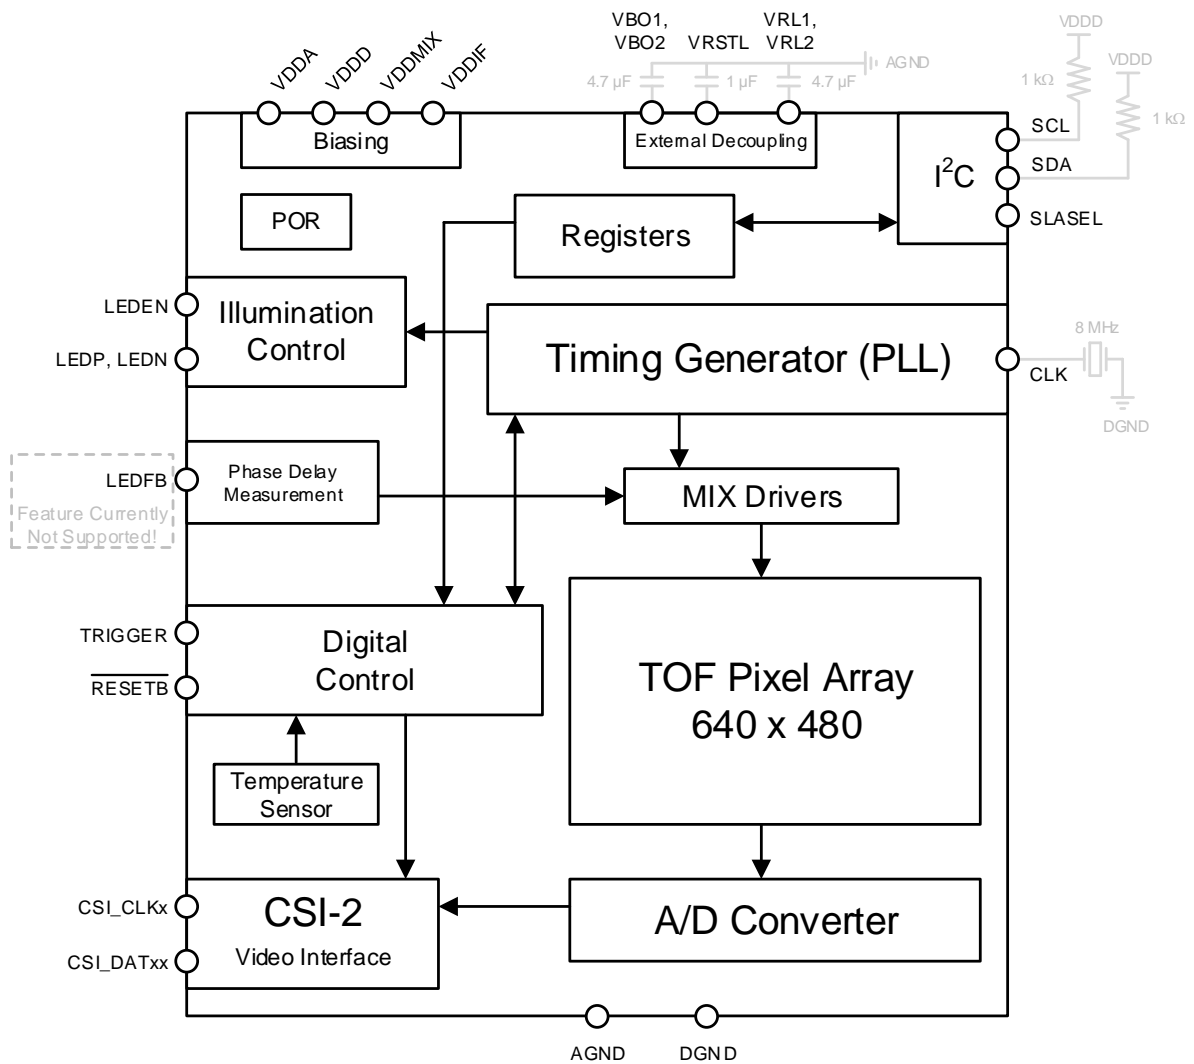 VBO1,
VBO2
VRSTL
VRL1,
VRL2
VDDD
VDDA
VDDD
VDDMIX
VDDIF
4.7 µF
1 µF
4.7 µF
AGND
1 kΩ
VDDD
1 kΩ
Biasing
External Decoupling
I²C
SCL
SDA
SLASEL
POR
Registers
LEDEN
LEDP, LEDN
Illumination
Control
Timing Generator (PLL)
8 MHz
CLK
DGND
LEDFB
Feature Currently
Not Supported!
Phase Delay
Measurement
MIX Drivers
TRIGGER
RESETB
Digital
Control
TOF Pixel Array
640 x 480
Temperature
Sensor
CSI_CLKx
CSI_DATxx
CSI-2
Video Interface
A/D Converter
AGND
DGND